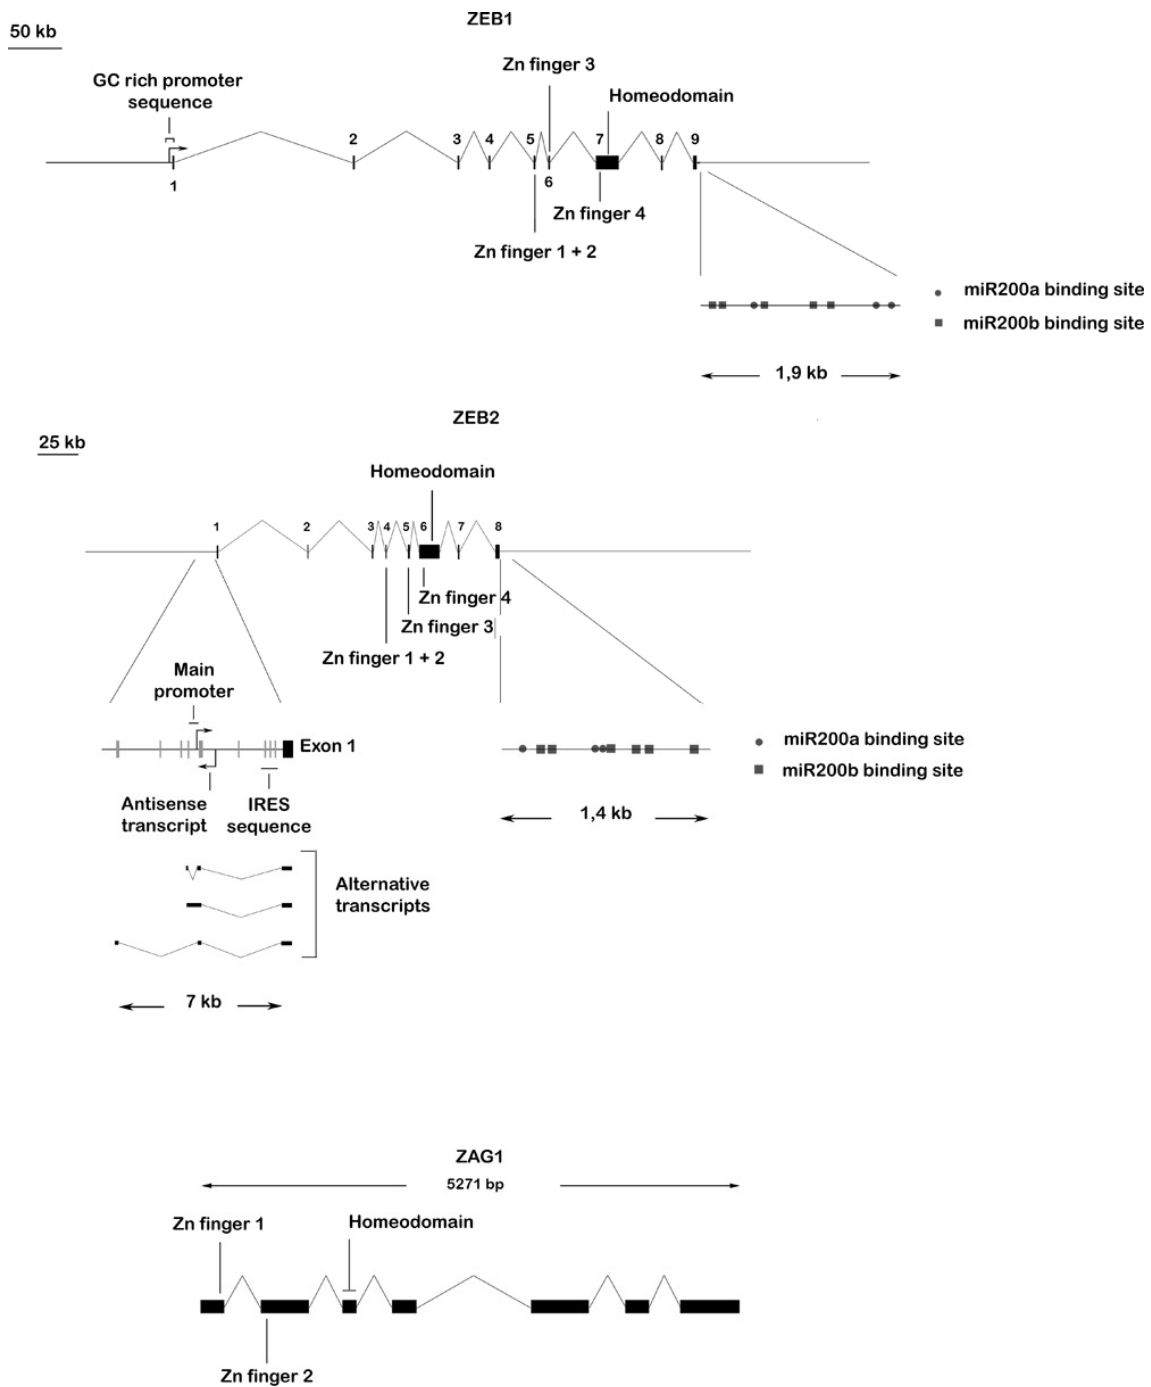 ZEB1
50 kb
Zn finger 3
GC rich promoter
sequence
Homeodomain
2 3 4 5 7 8 9
1 6
Zn finger 4
Zn finger 1 + 2
miR200a binding site
miR200b binding site
1,9 kb
ZEB2
25 kb
Homeodomain
1 2 3 4 5 6 7 8
Zn finger 4
Zn finger 3
Zn finger 1 + 2
Main
promoter
Exon 1
miR200a binding site
miR200b binding site
Antisense
transcript
IRES
sequence
1,4 kb
Alternative
transcripts
7 kb
ZAG1
5271 bp
Zn finger 1
Homeodomain
Zn finger 2